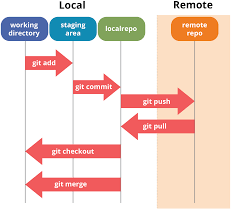 Local
Remote
working
directory
staging
area
localrepo
remote
repo
git add
git commit
git push
git pull
git checkout
git merge